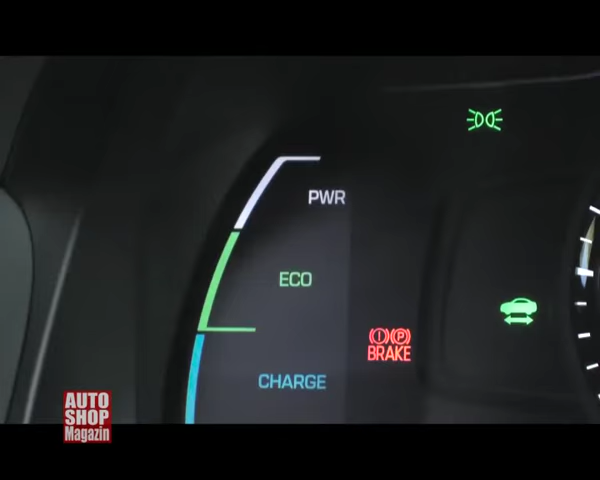 PWR
ECO
(!) (P)
BRAKE
CHARGE
AUTO
SHOP
Magazin